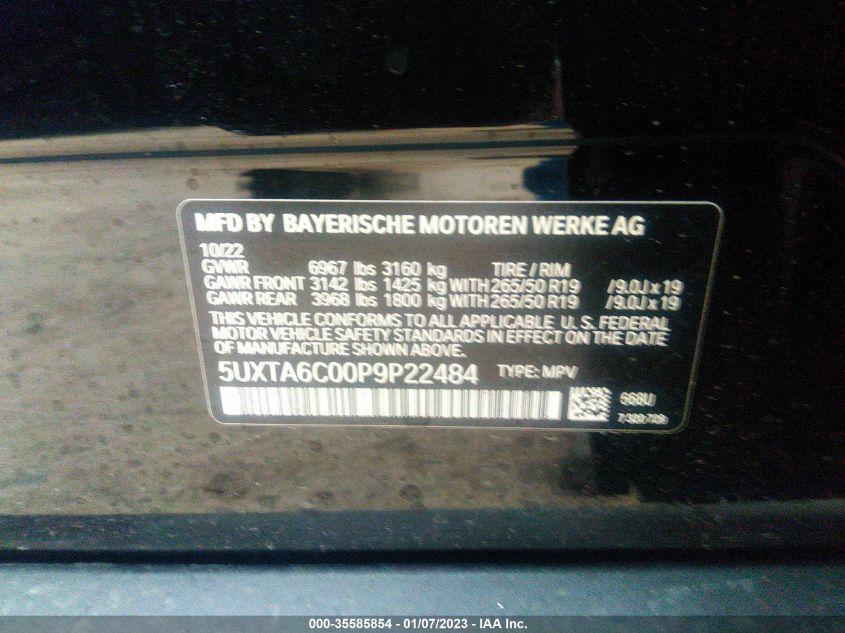 MFD BY BAYERISCHE MOTOREN WERKE AG
10/22
GVWR 6967 lbs 3160 kg TIRE / RIM
GAWR FRONT 3142 lbs 1425 kg WITH 265/50 R19 /9.0J x 19
GAWR REAR 3968 lbs 1800 kg WITH 265/50 R19 /9.0J x 19
THIS VEHICLE CONFORMS TO ALL APPLICABLE U. S. FEDERAL
MOTOR VEHICLE SAFETY STANDARDS IN EFFECT ON THE DATE
OF MANUFACTURE SHOWN ABOVE.
5UXTA6C00P9P22484 TYPE: MPV
668U
000-35585854 - 01/07/2023 - IAA Inc.